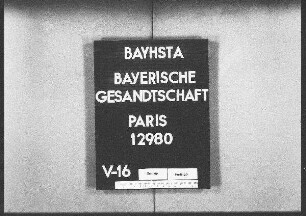 BAYHSTA
BAYERISCHE
GESANDTSCHAFT
PARIS
12980
V-16